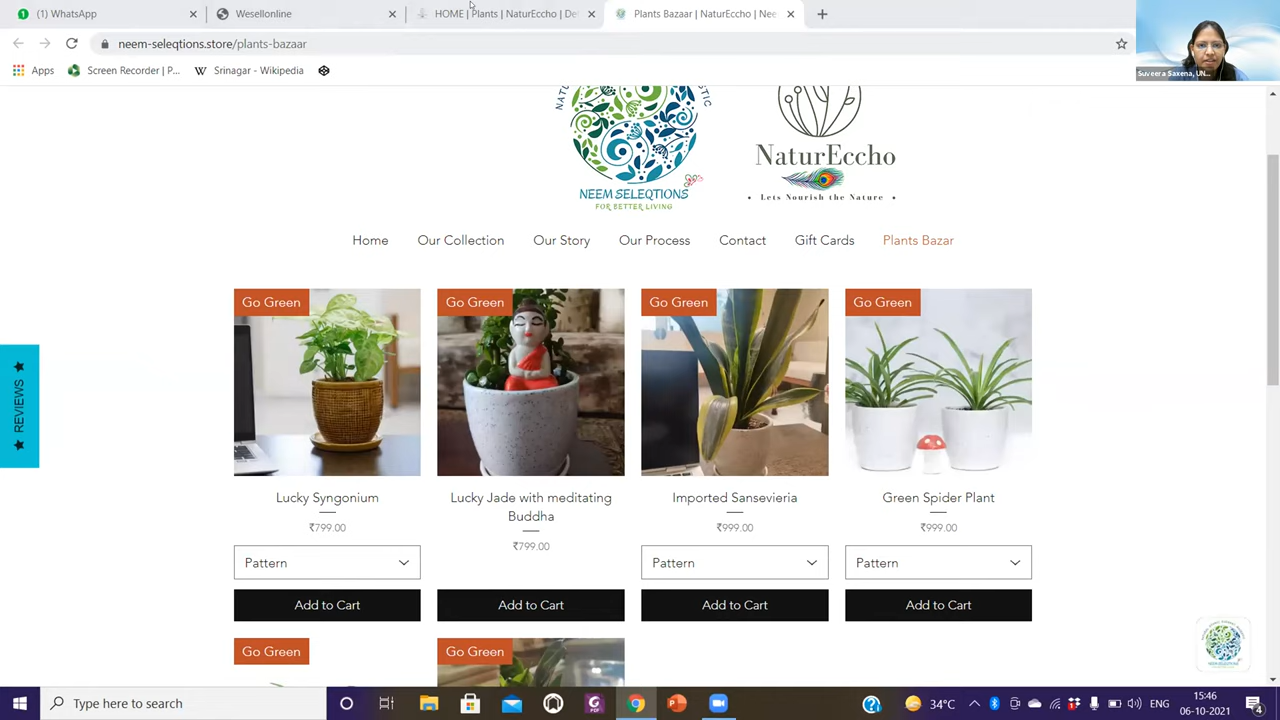 (1) WhatsApp
Wesellonline
HOME | Plants | NaturEccho | De
Plants Bazaar | NaturEccho | Nee
neem-seleqtions.store/plants-bazaar
Apps
Screen Recorder | P...
Srinagar - Wikipedia
Suveera Saxena, UN...
NEEM SELEQTIONS
FOR BETTER LIVING
NaturEccho
• Lets Nourish the Nature •
Home
Our Collection
Our Story
Our Process
Contact
Gift Cards
Plants Bazar
REVIEWS
Go Green
Go Green
Go Green
Go Green
Lucky Syngonium
₹799.00
Pattern
Add to Cart
Lucky Jade with meditating
Buddha
₹799.00
Add to Cart
Imported Sansevieria
₹999.00
Pattern
Add to Cart
Green Spider Plant
₹999.00
Pattern
Add to Cart
Go Green
Go Green
NEEM SELEQTIONS
Type here to search
34°C
ENG
15:46
06-10-2021
4